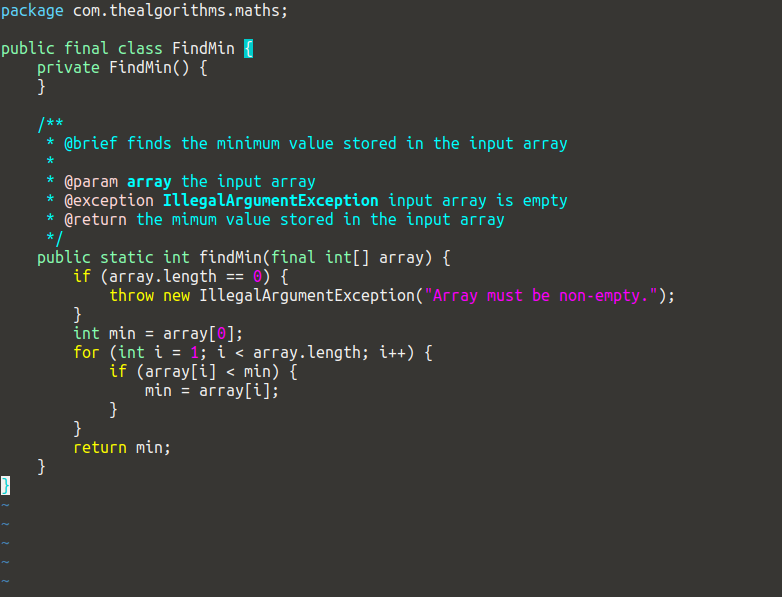 package com.thealgorithms.maths;

public final class FindMin {
    private FindMin() {
    }

    /**
     * @brief finds the minimum value stored in the input array
     *
     * @param array the input array
     * @exception IllegalArgumentException input array is empty
     * @return the mimum value stored in the input array
     */
    public static int findMin(final int[] array) {
        if (array.length == 0) {
            throw new IllegalArgumentException("Array must be non-empty.");
        }
        int min = array[0];
        for (int i = 1; i < array.length; i++) {
            if (array[i] < min) {
                min = array[i];
            }
        }
        return min;
    }
}
~
~
~
~
~